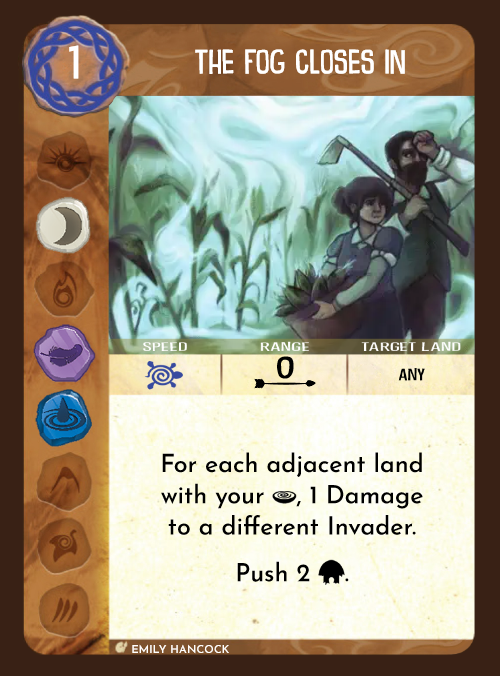 1
THE FOG CLOSES IN
SPEED RANGE TARGET LAND
0 ANY
For each adjacent land
with your , 1 Damage
to a different Invader.
Push 2 .
EMILY HANCOCK